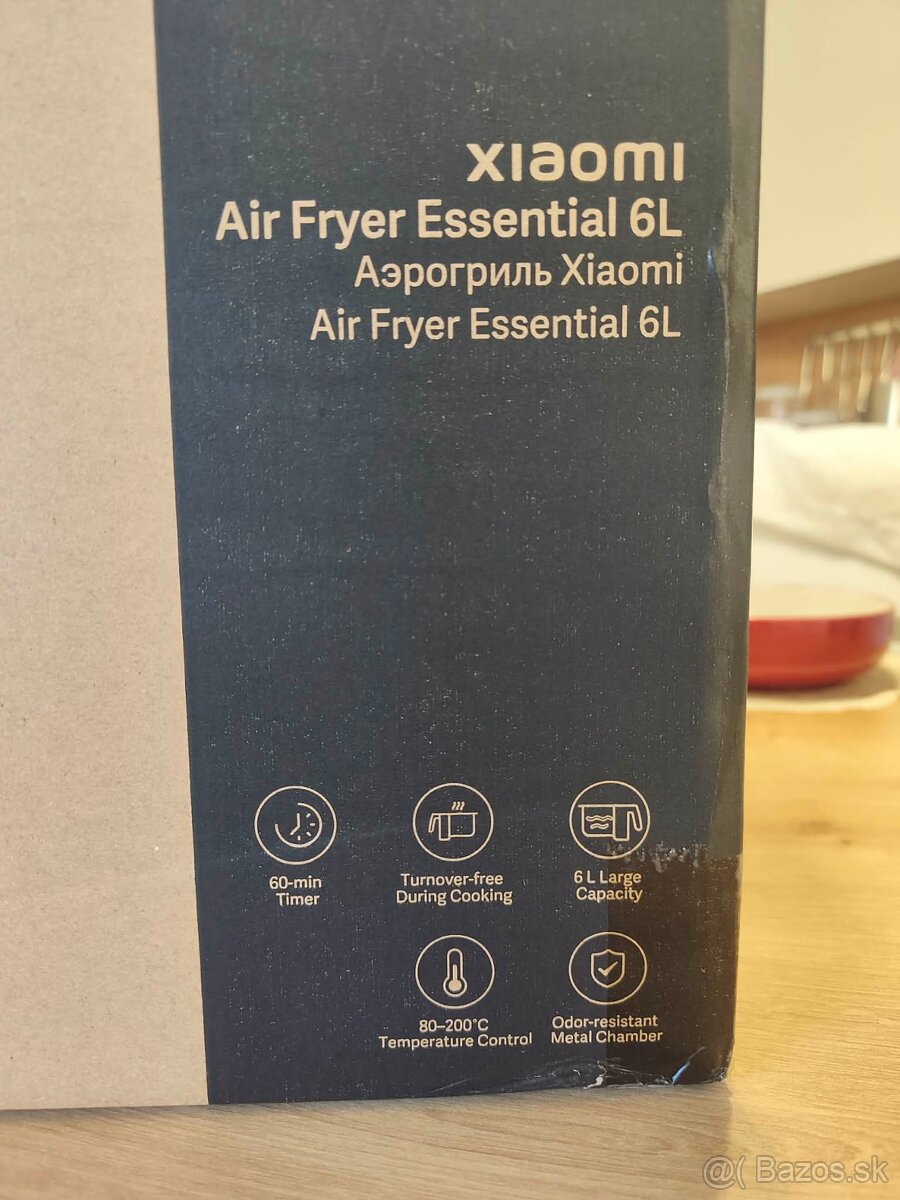 xiaomi
Air Fryer Essential 6L
Аэрогриль Xiaomi
Air Fryer Essential 6L
60-min
Timer
Turnover-free
During Cooking
6 L Large
Capacity
80–200°C
Temperature Control
Odor-resistant
Metal Chamber
@( Bazos.sk